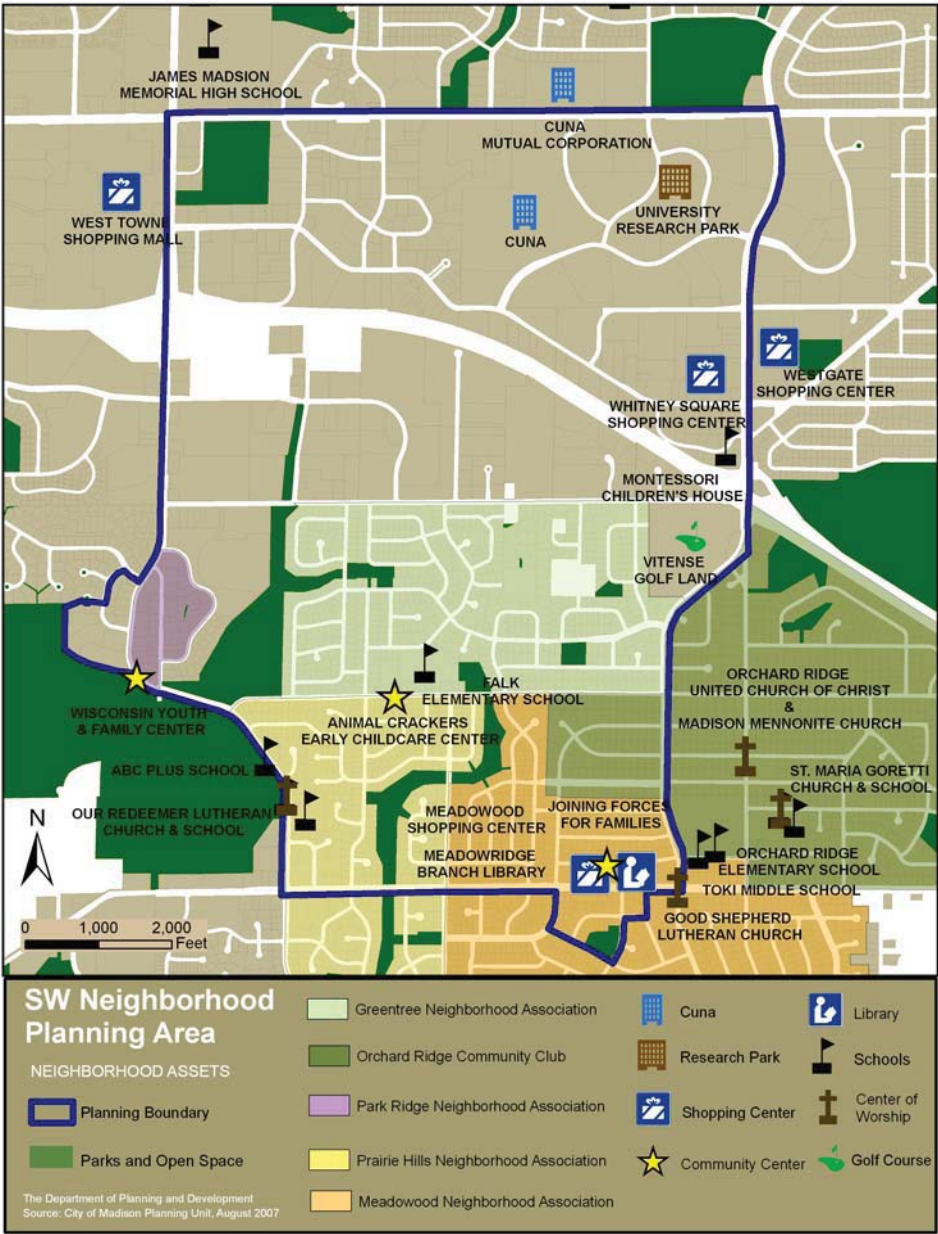 JAMES MADSION
MEMORIAL HIGH SCHOOL
CUNA
MUTUAL CORPORATION
WEST TOWNE
SHOPPING MALL
CUNA
UNIVERSITY
RESEARCH PARK
WESTGATE
SHOPPING CENTER
WHITNEY SQUARE
SHOPPING CENTER
MONTESSORI
CHILDREN'S HOUSE
VITENSE
GOLF LAND
FALK
ELEMENTARY SCHOOL
ORCHARD RIDGE
UNITED CHURCH OF CHRIST
&
MADISON MENNONITE CHURCH
WISCONSIN YOUTH
& FAMILY CENTER
ANIMAL CRACKERS
EARLY CHILDCARE CENTER
ABC PLUS SCHOOL
ST. MARIA GORETTI
CHURCH & SCHOOL
OUR REDEEMER LUTHERAN
CHURCH & SCHOOL
MEADOWOOD
SHOPPING CENTER
JOINING FORCES
FOR FAMILIES
MEADOWRIDGE
BRANCH LIBRARY
ORCHARD RIDGE
ELEMENTARY SCHOOL
TOKI MIDDLE SCHOOL
GOOD SHEPHERD
LUTHERAN CHURCH
N
0 1,000 2,000
Feet
SW Neighborhood
Planning Area
NEIGHBORHOOD ASSETS
Planning Boundary
Parks and Open Space
The Department of Planning and Development
Source: City of Madison Planning Unit, August 2007
Greentree Neighborhood Association
Orchard Ridge Community Club
Park Ridge Neighborhood Association
Prairie Hills Neighborhood Association
Meadowood Neighborhood Association
Cuna
Research Park
Shopping Center
Community Center
Library
Schools
Center of
Worship
Golf Course